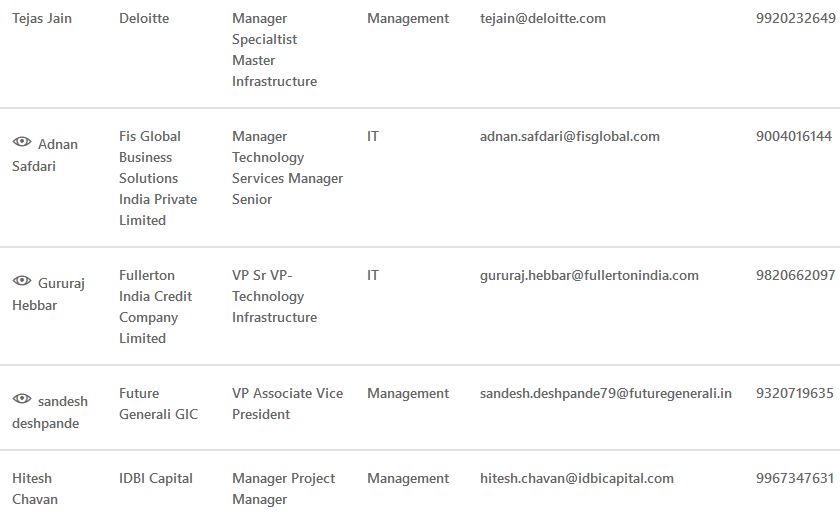 Tejas Jain Deloitte Manager Management tejain@deloitte.com 9920232649
Specialtist
Master
Infrastructure
Adnan Fis Global Manager IT adnan.safdari@fisglobal.com 9004016144
Safdari Business Technology
Solutions Services Manager
India Private Senior
Limited
Gururaj Fullerton VP Sr VP- IT gururaj.hebbar@fullertonindia.com 9820662097
Hebbar India Credit Technology
Company Infrastructure
Limited
sandesh Future VP Associate Vice Management sandesh.deshpande79@futuregenerali.in 9320719635
deshpande Generali GIC President
Hitesh IDBI Capital Manager Project Management hitesh.chavan@idbicapital.com 9967347631
Chavan Manager